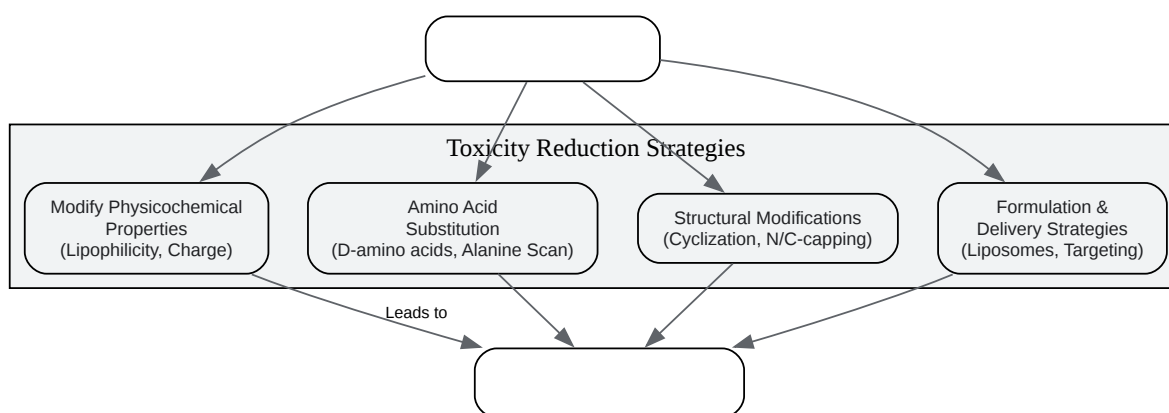 Toxicity Reduction Strategies
Modify Physicochemical
Properties
(Lipophilicity, Charge)
Amino Acid
Substitution
(D-amino acids, Alanine Scan)
Structural Modifications
(Cyclization, N/C-capping)
Formulation &
Delivery Strategies
(Liposomes, Targeting)
Leads to